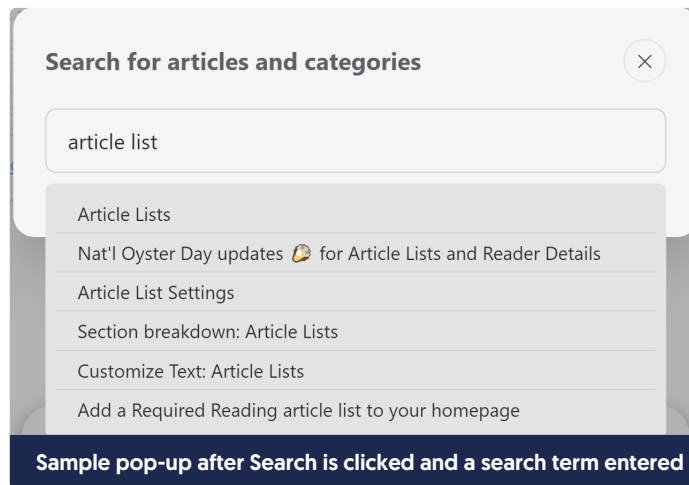 Search for articles and categories
article list
Article Lists
Nat'l Oyster Day updates 🦪 for Article Lists and Reader Details
Article List Settings
Section breakdown: Article Lists
Customize Text: Article Lists
Add a Required Reading article list to your homepage
Sample pop-up after Search is clicked and a search term entered